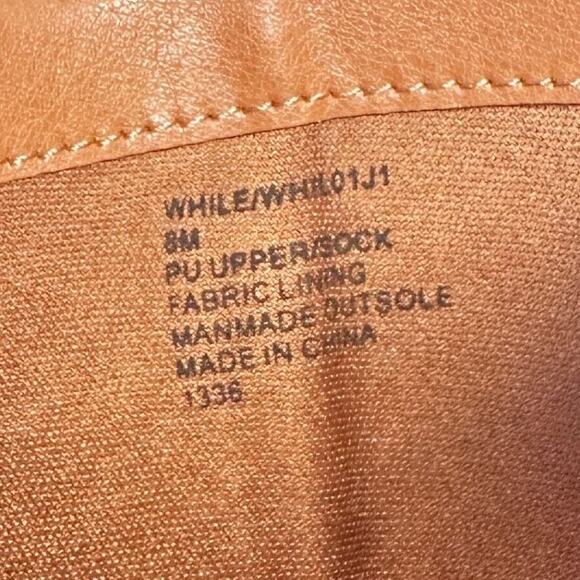 WHILE/WHIL01J1
8M
PU UPPER/SOCK
FABRIC LINING
MANMADE OUTSOLE
MADE IN CHINA
1336